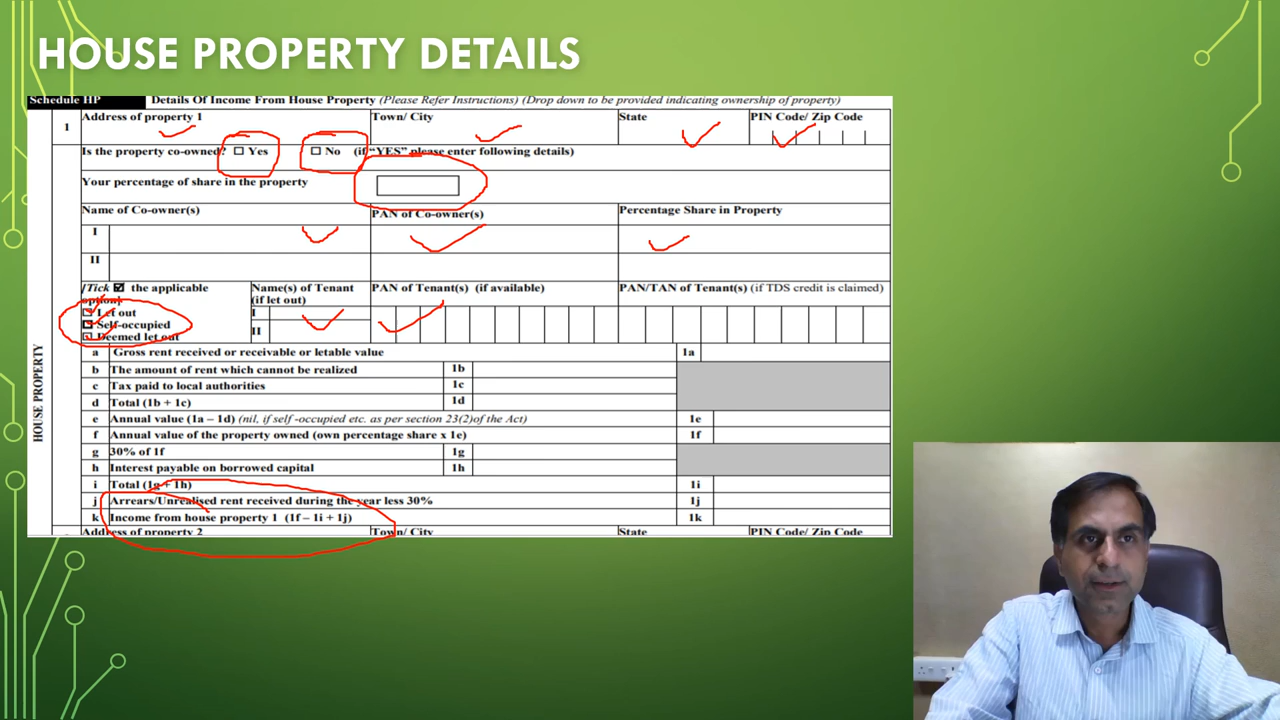 HOUSE PROPERTY DETAILS
Schedule HP Details Of Income From House Property (Please Refer Instructions) (Drop down to be provided indicating ownership of property)
1 Address of property 1 Town/ City State PIN Code/ Zip Code
Is the property co-owned? Yes No (if “YES” please enter following details)
Your percentage of share in the property
Name of Co-owner(s) PAN of Co-owner(s) Percentage Share in Property
I
II
[Tick the applicable option] Name(s) of Tenant (if let out) PAN of Tenant(s) (if available) PAN/TAN of Tenant(s) (if TDS credit is claimed)
Let out I
Self-occupied II
Deemed let out
a Gross rent received or receivable or letable value 1a
b The amount of rent which cannot be realized 1b
c Tax paid to local authorities 1c
d Total (1b + 1c) 1d
e Annual value (1a – 1d) (nil, if self -occupied etc. as per section 23(2)of the Act) 1e
f Annual value of the property owned (own percentage share x 1e) 1f
g 30% of 1f 1g
h Interest payable on borrowed capital 1h
i Total (1g + 1h) 1i
j Arrears/Unrealised rent received during the year less 30% 1j
k Income from house property 1 (1f – 1i + 1j) 1k
Address of property 2 Town/ City State PIN Code/ Zip Code
HOUSE PROPERTY